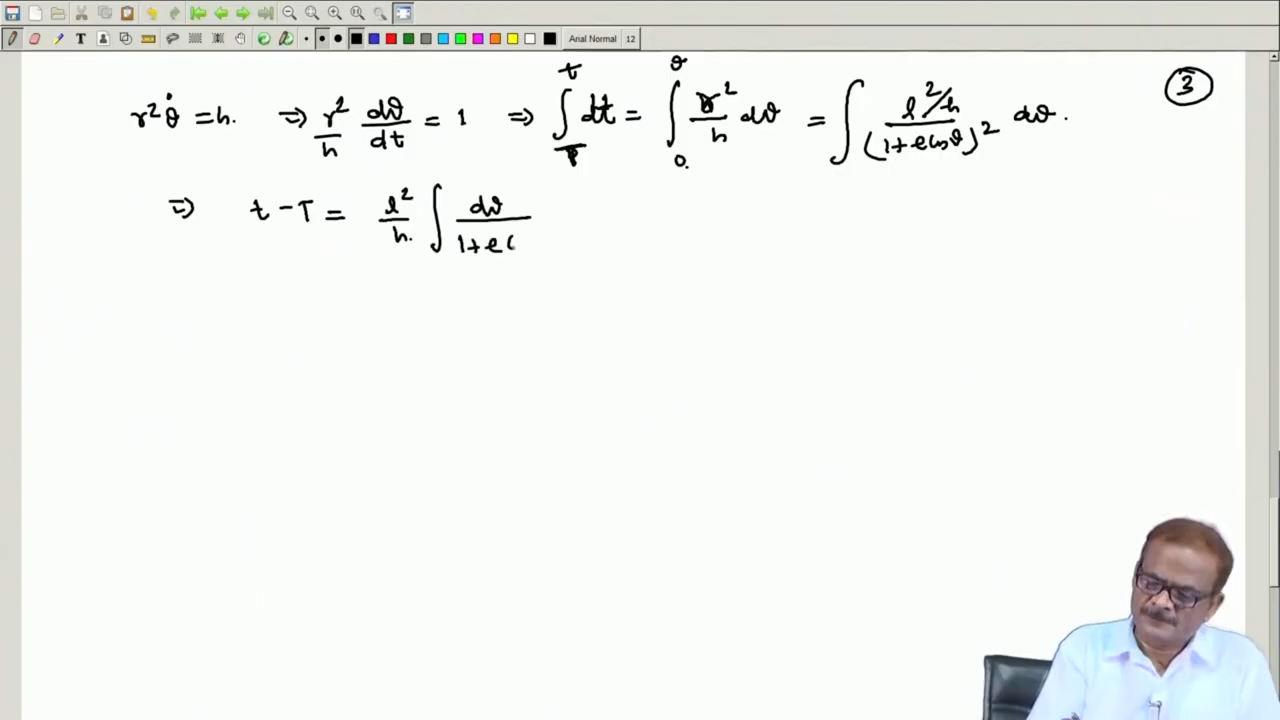 Arial Normal 12
r²θ̇ = h. ⇒ r²/h dθ/dt = 1 ⇒ ∫_T^t dt = ∫_0^θ r²/h dθ = ∫ l²/h / (1+ecosθ)² dθ.
③
⇒ t - T = l²/h. ∫ dθ / 1+e(